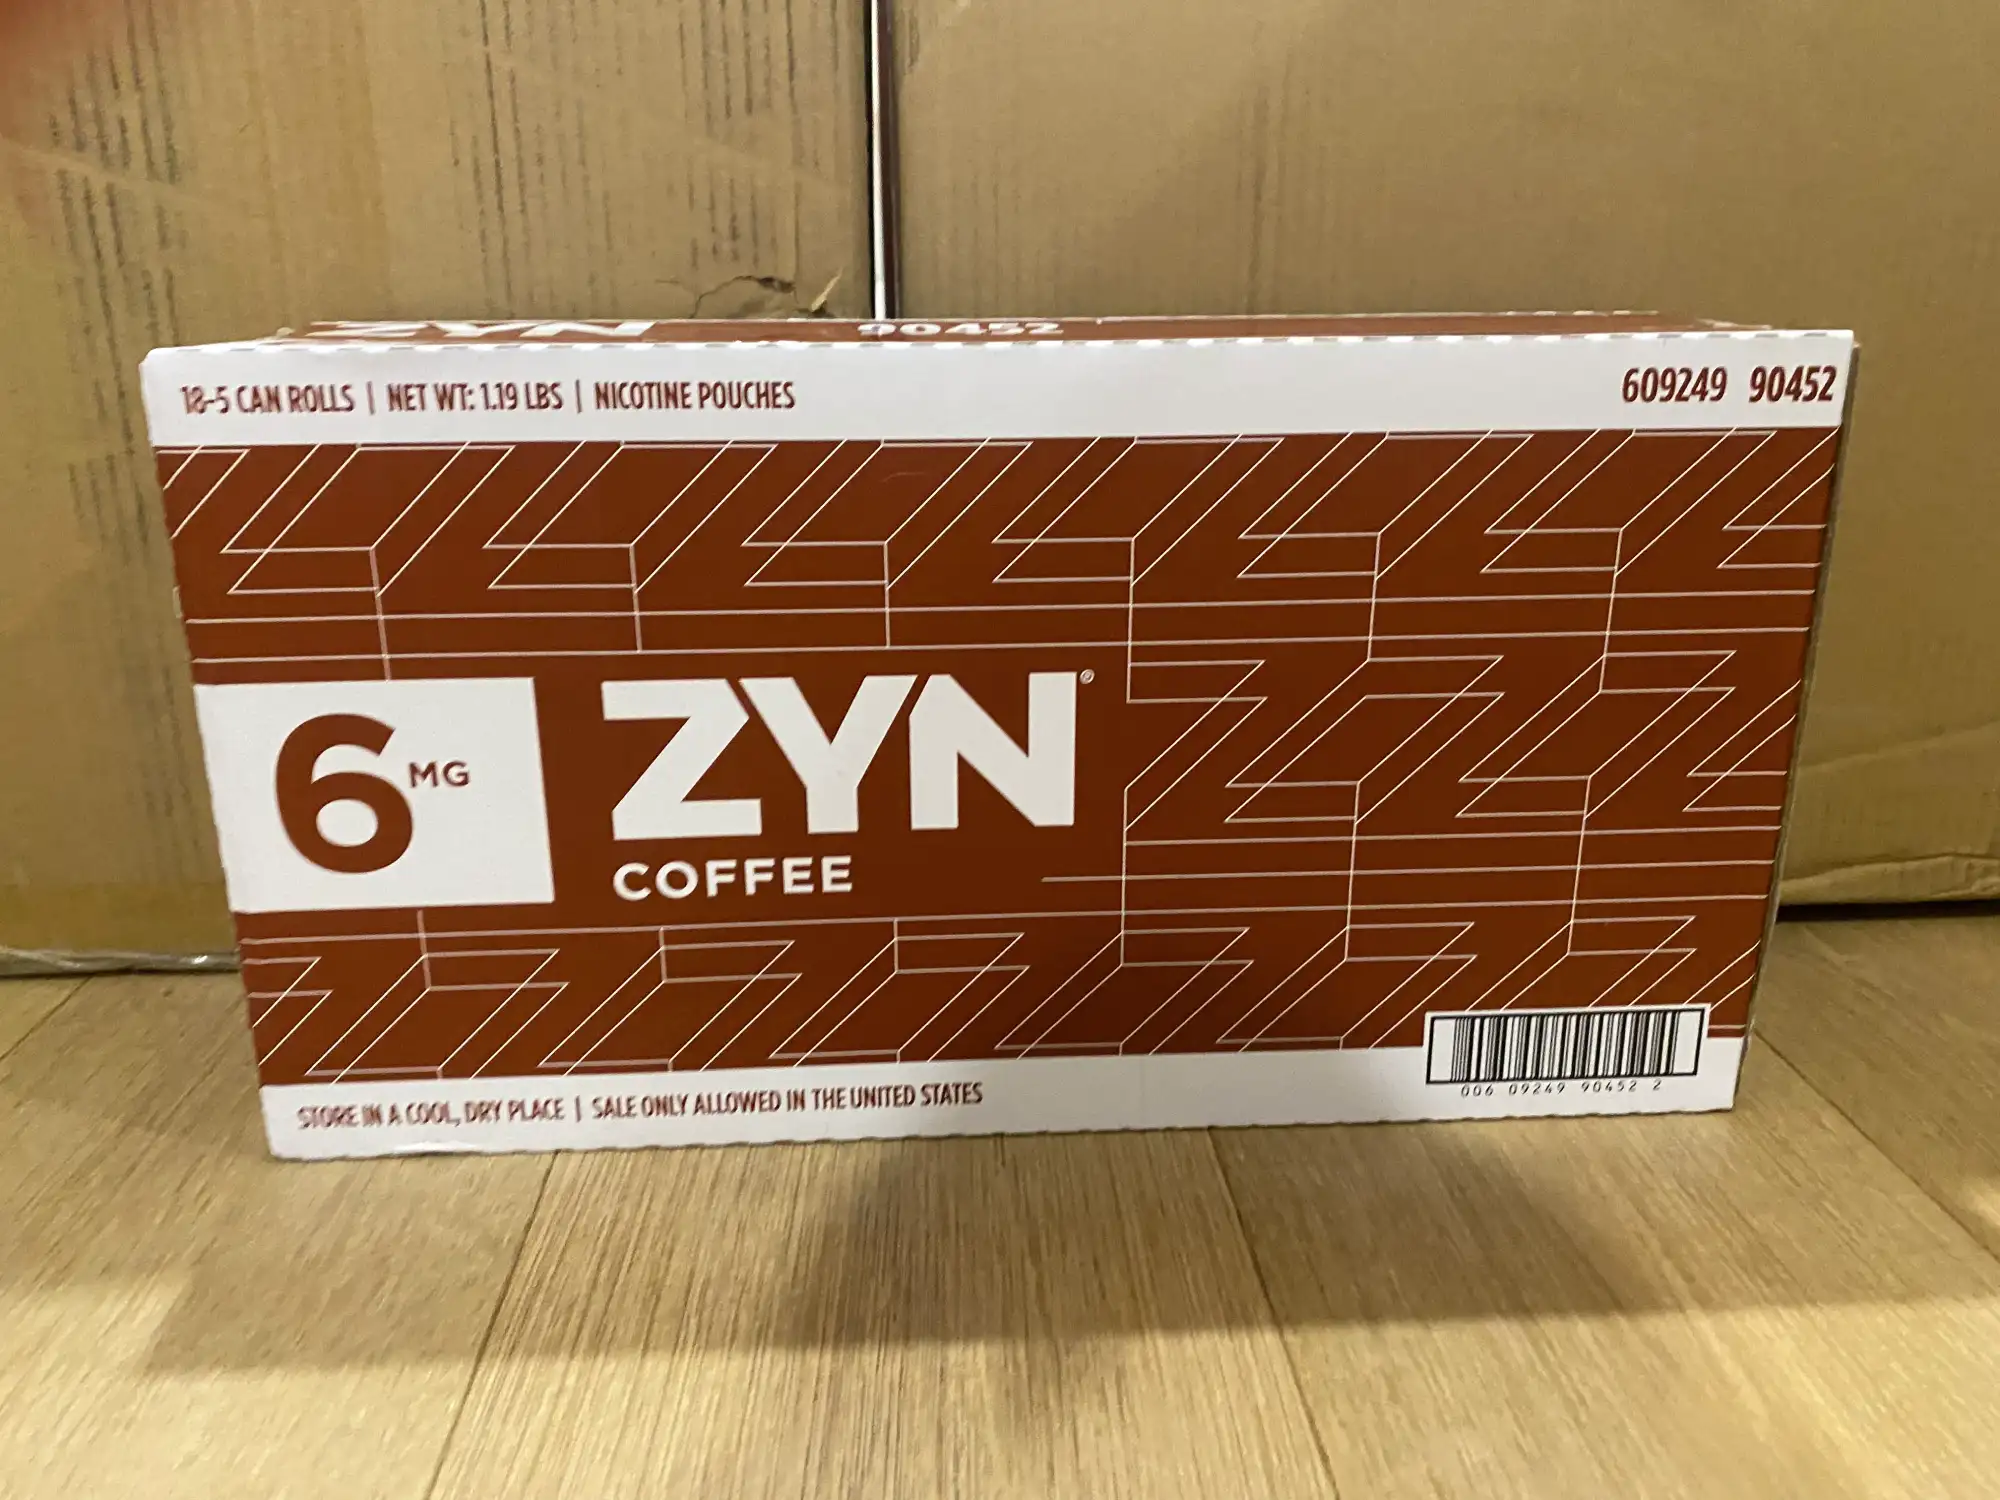 ZYN 90452
18-5 CAN ROLLS | NET WT: 1.19 LBS | NICOTINE POUCHES 609249 90452
6 MG
ZYN®
COFFEE
006 09249 90452 2
STORE IN A COOL, DRY PLACE | SALE ONLY ALLOWED IN THE UNITED STATES